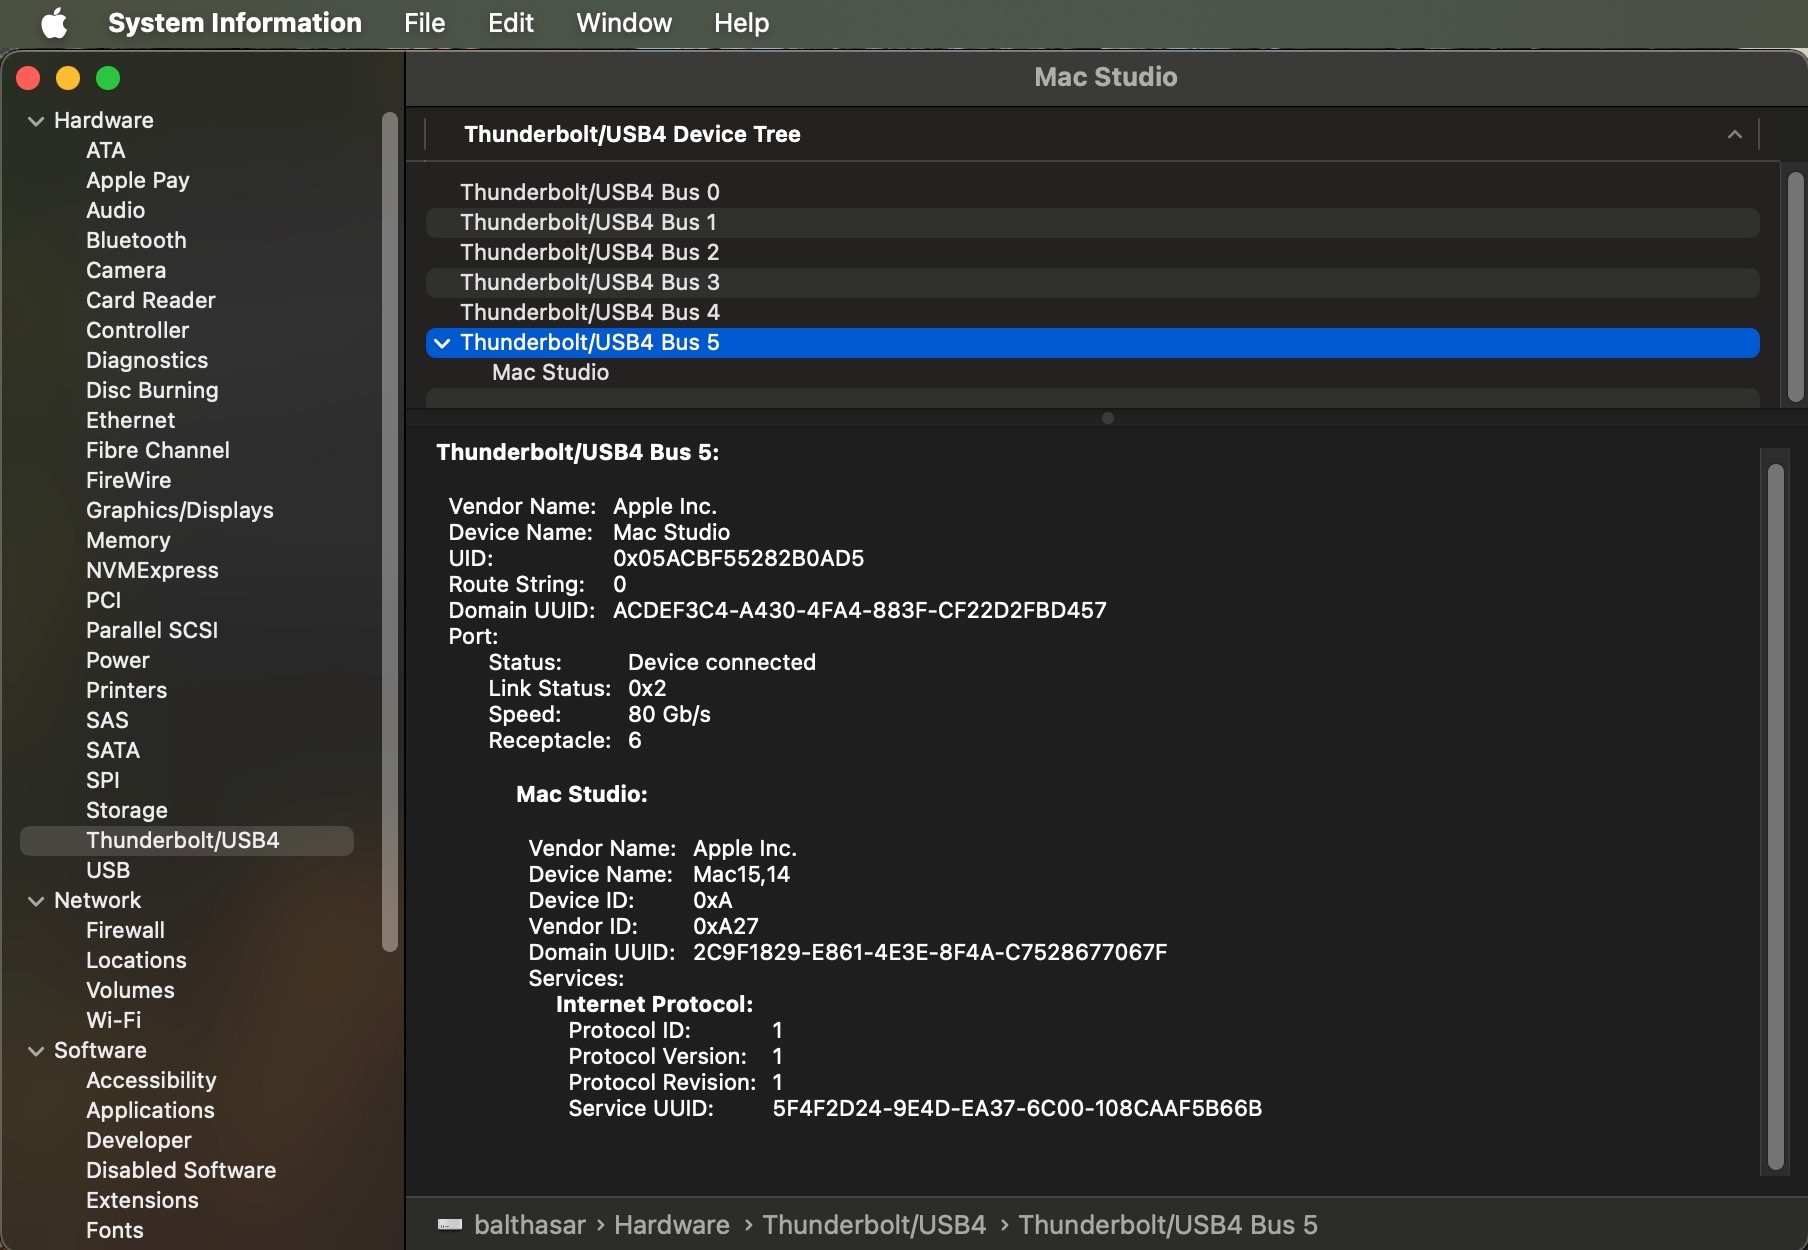 System Information File Edit Window Help
Mac Studio
Hardware
ATA
Apple Pay
Audio
Bluetooth
Camera
Card Reader
Controller
Diagnostics
Disc Burning
Ethernet
Fibre Channel
FireWire
Graphics/Displays
Memory
NVMExpress
PCI
Parallel SCSI
Power
Printers
SAS
SATA
SPI
Storage
Thunderbolt/USB4
USB
Network
Firewall
Locations
Volumes
Wi-Fi
Software
Accessibility
Applications
Developer
Disabled Software
Extensions
Fonts
Thunderbolt/USB4 Device Tree
Thunderbolt/USB4 Bus 0
Thunderbolt/USB4 Bus 1
Thunderbolt/USB4 Bus 2
Thunderbolt/USB4 Bus 3
Thunderbolt/USB4 Bus 4
Thunderbolt/USB4 Bus 5
Mac Studio
Thunderbolt/USB4 Bus 5:
Vendor Name: Apple Inc.
Device Name: Mac Studio
UID: 0x05ACBF55282B0AD5
Route String: 0
Domain UUID: ACDEF3C4-A430-4FA4-883F-CF22D2FBD457
Port:
Status: Device connected
Link Status: 0x2
Speed: 80 Gb/s
Receptacle: 6
Mac Studio:
Vendor Name: Apple Inc.
Device Name: Mac15,14
Device ID: 0xA
Vendor ID: 0xA27
Domain UUID: 2C9F1829-E861-4E3E-8F4A-C7528677067F
Services:
Internet Protocol:
Protocol ID: 1
Protocol Version: 1
Protocol Revision: 1
Service UUID: 5F4F2D24-9E4D-EA37-6C00-108CAAF5B66B
balthasar › Hardware › Thunderbolt/USB4 › Thunderbolt/USB4 Bus 5